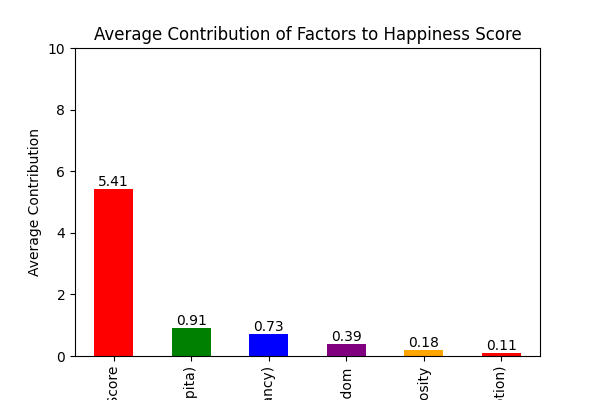 Average Contribution of Factors to Happiness Score
10
8
6
4
2
0
Average Contribution
5.41
0.91
0.73
0.39
0.18
0.11
Score
pita)
ancy)
dom
osity
tion)